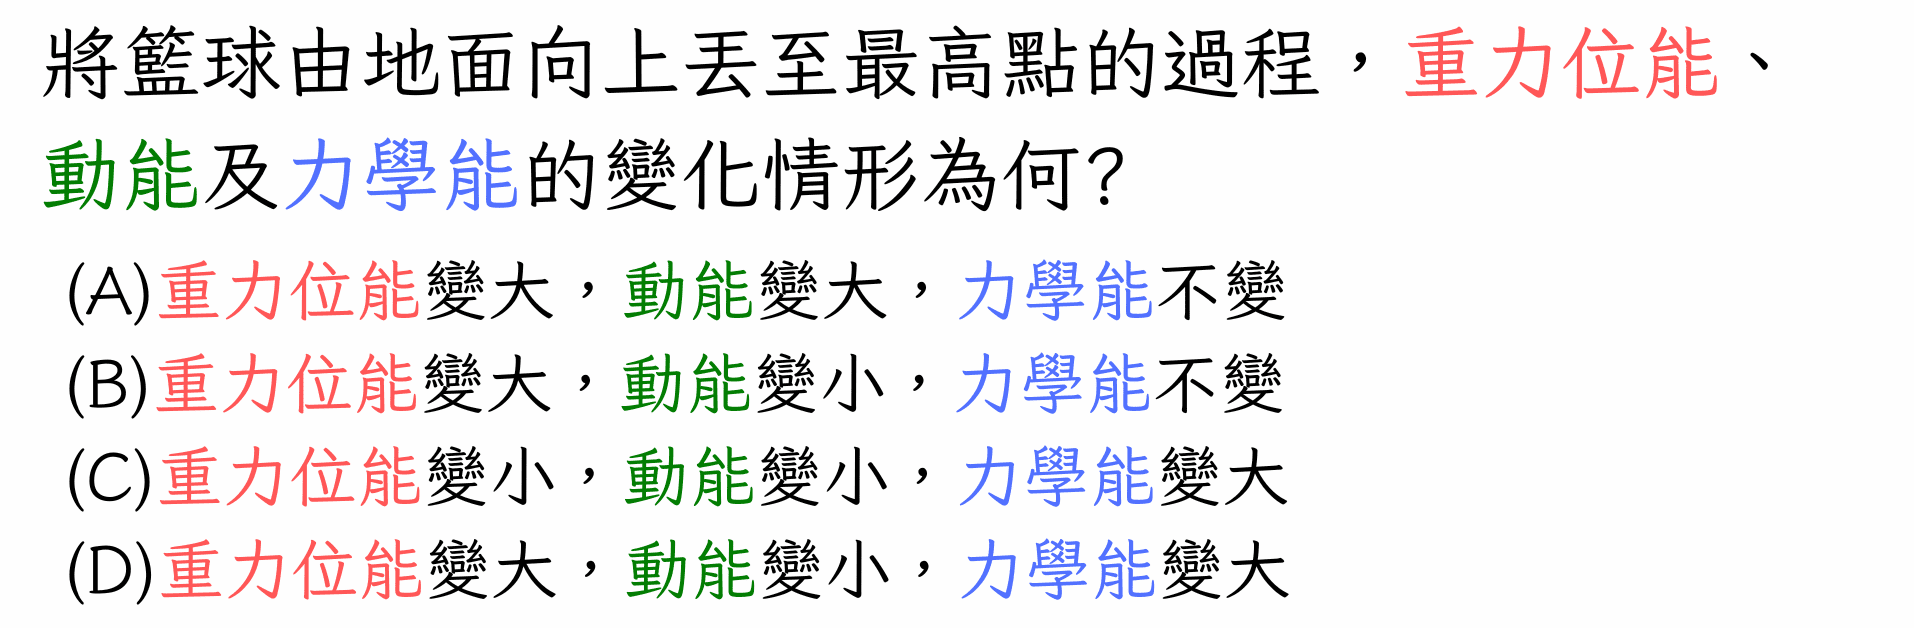 將籃球由地面向上丟至最高點的過程，重力位能、
動能及力學能的變化情形為何?
(A)重力位能變大，動能變大，力學能不變
(B)重力位能變大，動能變小，力學能不變
(C)重力位能變小，動能變小，力學能變大
(D)重力位能變大，動能變小，力學能變大